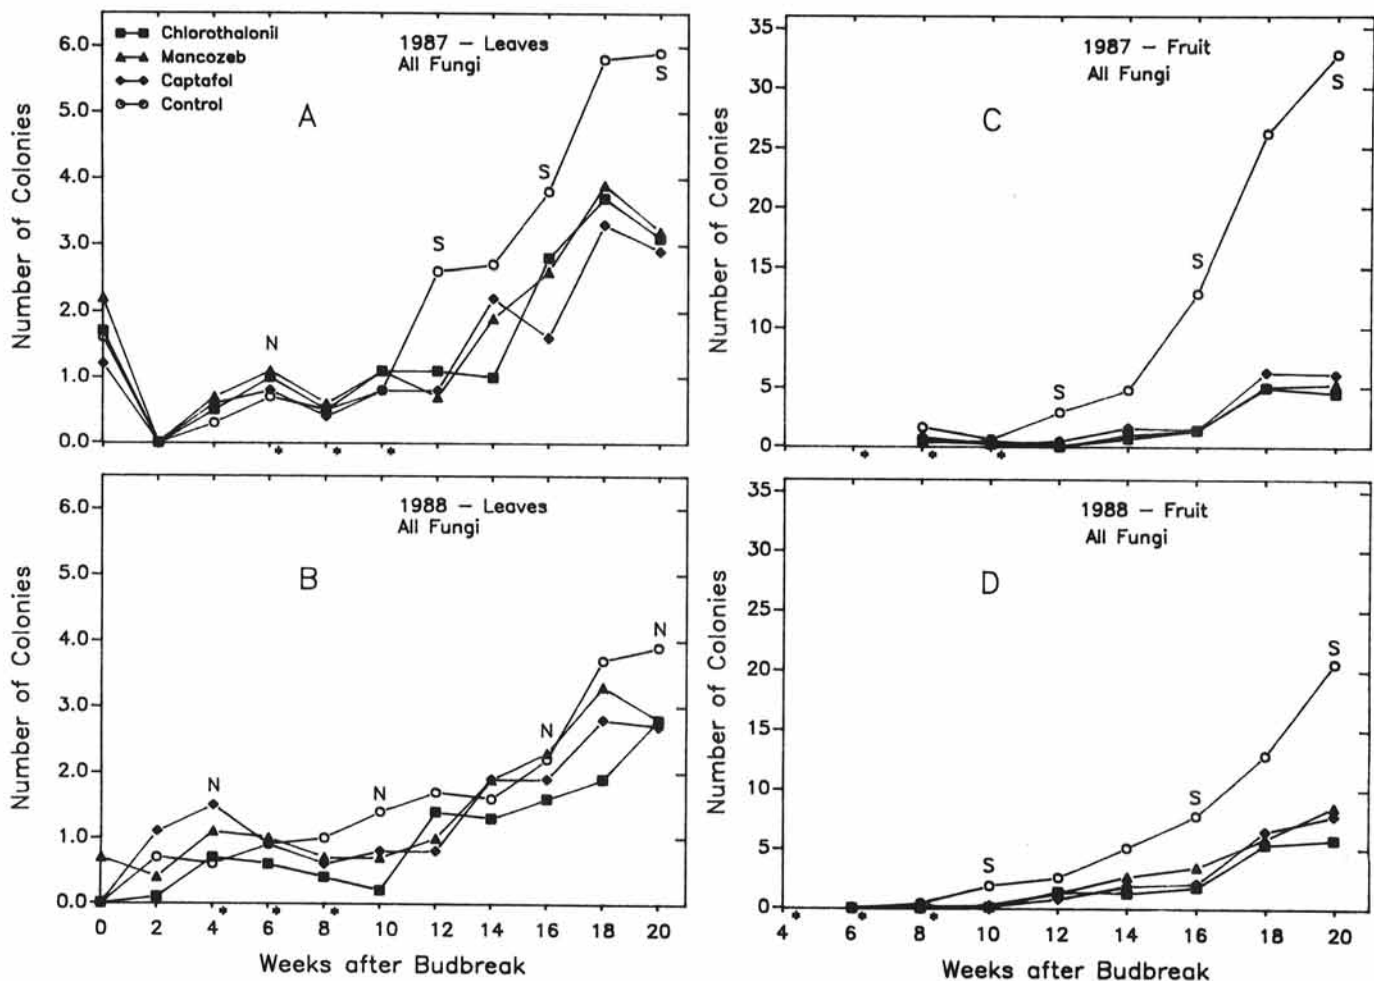 Chlorothalonil
Mancozeb
Captafol
Control
1987 – Leaves
All Fungi
A
Number of Colonies
6.0
5.0
4.0
3.0
2.0
1.0
0.0
N
S
S
S
* * *
1987 – Fruit
All Fungi
C
Number of Colonies
35
30
25
20
15
10
5
0
S
S
S
* * *
1988 – Leaves
All Fungi
B
Number of Colonies
6.0
5.0
4.0
3.0
2.0
1.0
0.0
N
N
N
N
* * *
0 2 4 6 8 10 12 14 16 18 20
Weeks after Budbreak
1988 – Fruit
All Fungi
D
Number of Colonies
35
30
25
20
15
10
5
0
S
S
S
* * *
4 6 8 10 12 14 16 18 20
Weeks after Budbreak